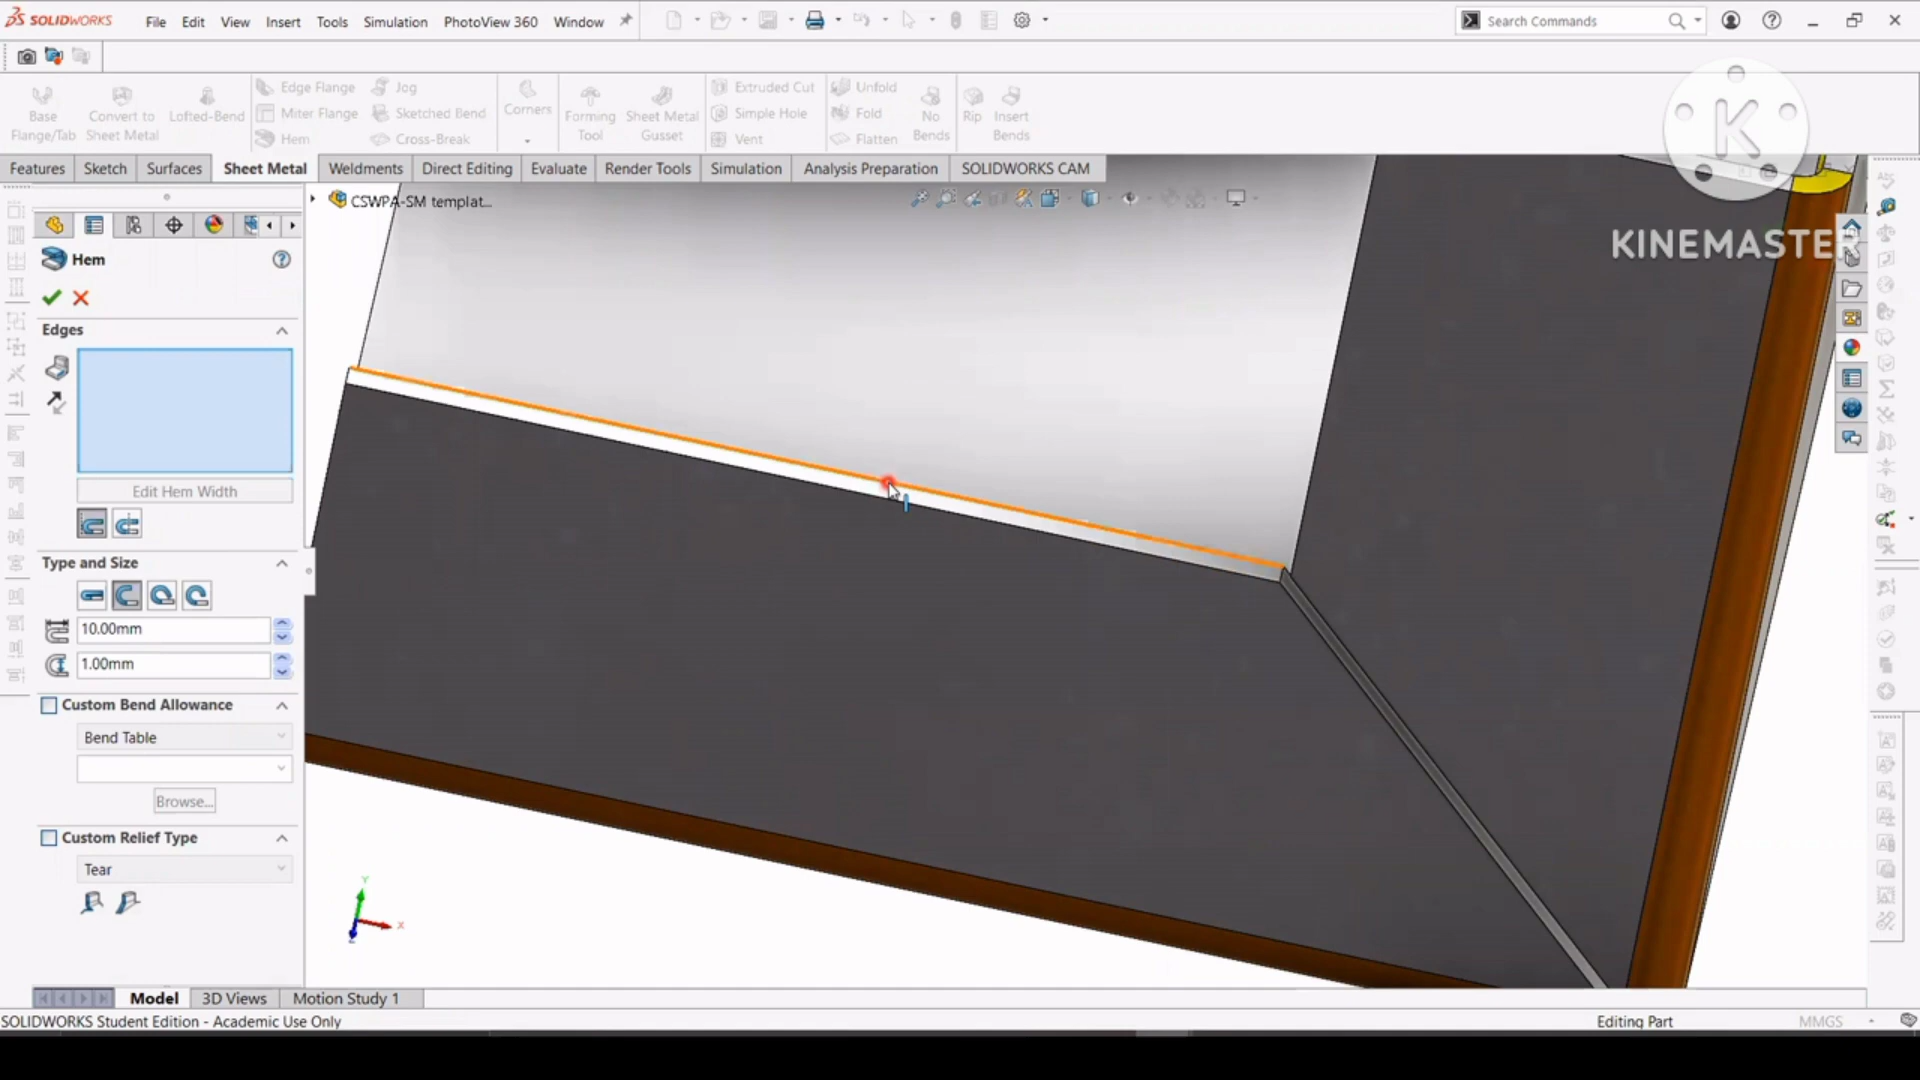 SOLIDWORKS File Edit View Insert Tools Simulation PhotoView 360 Window Search Commands
Base Flange/Tab
Convert to Sheet Metal
Lofted-Bend
Edge Flange
Miter Flange
Hem
Jog
Sketched Bend
Cross-Break
Corners
Forming Tool
Sheet Metal Gusset
Extruded Cut
Simple Hole
Vent
Unfold
Fold
Flatten
No Bends
Rip
Insert Bends
K
KINEMASTER
Features Sketch Surfaces Sheet Metal Weldments Direct Editing Evaluate Render Tools Simulation Analysis Preparation SOLIDWORKS CAM
CSWPA-SM templat...
Hem
Edges
Edit Hem Width
Type and Size
10.00mm
1.00mm
Custom Bend Allowance
Bend Table
Browse...
Custom Relief Type
Tear
Y
X
Z
Model 3D Views Motion Study 1
SOLIDWORKS Student Edition - Academic Use Only Editing Part MMGS